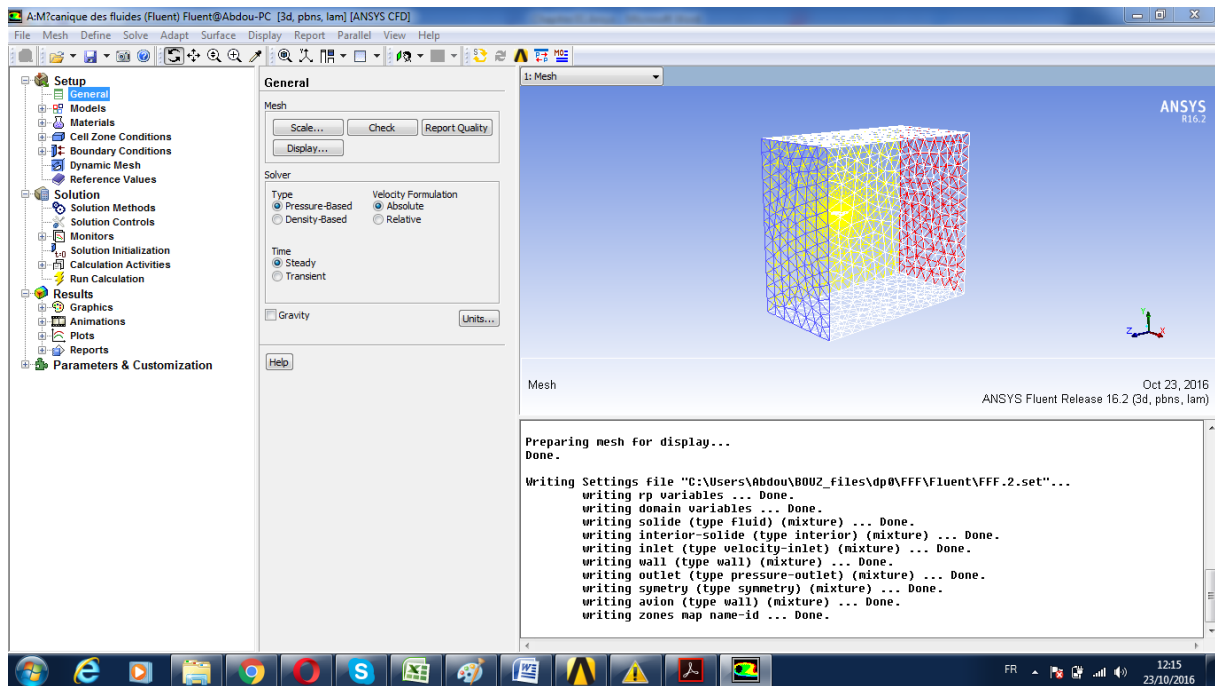 A:M?canique des fluides (Fluent) Fluent@Abdou-PC [3d, pbns, lam] [ANSYS CFD]
File Mesh Define Solve Adapt Surface Display Report Parallel View Help
Setup
General
Models
Materials
Cell Zone Conditions
Boundary Conditions
Dynamic Mesh
Reference Values
Solution
Solution Methods
Solution Controls
Monitors
Solution Initialization
Calculation Activities
Run Calculation
Results
Graphics
Animations
Plots
Reports
Parameters & Customization
General
Mesh
Scale... Check Report Quality
Display...
Solver
Type Velocity Formulation
Pressure-Based Absolute
Density-Based Relative
Time
Steady
Transient
Gravity Units...
Help
1: Mesh
ANSYS
R16.2
Y
Z X
Mesh Oct 23, 2016
ANSYS Fluent Release 16.2 (3d, pbns, lam)
Preparing mesh for display...
Done.
Writing Settings file "C:\Users\Abdou\BOUZ_files\dp0\FFF\Fluent\FFF.2.set"...
writing rp variables ... Done.
writing domain variables ... Done.
writing solide (type fluid) (mixture) ... Done.
writing interior-solide (type interior) (mixture) ... Done.
writing inlet (type velocity-inlet) (mixture) ... Done.
writing wall (type wall) (mixture) ... Done.
writing outlet (type pressure-outlet) (mixture) ... Done.
writing symetry (type symmetry) (mixture) ... Done.
writing avion (type wall) (mixture) ... Done.
writing zones map name-id ... Done.
FR 12:15
23/10/2016